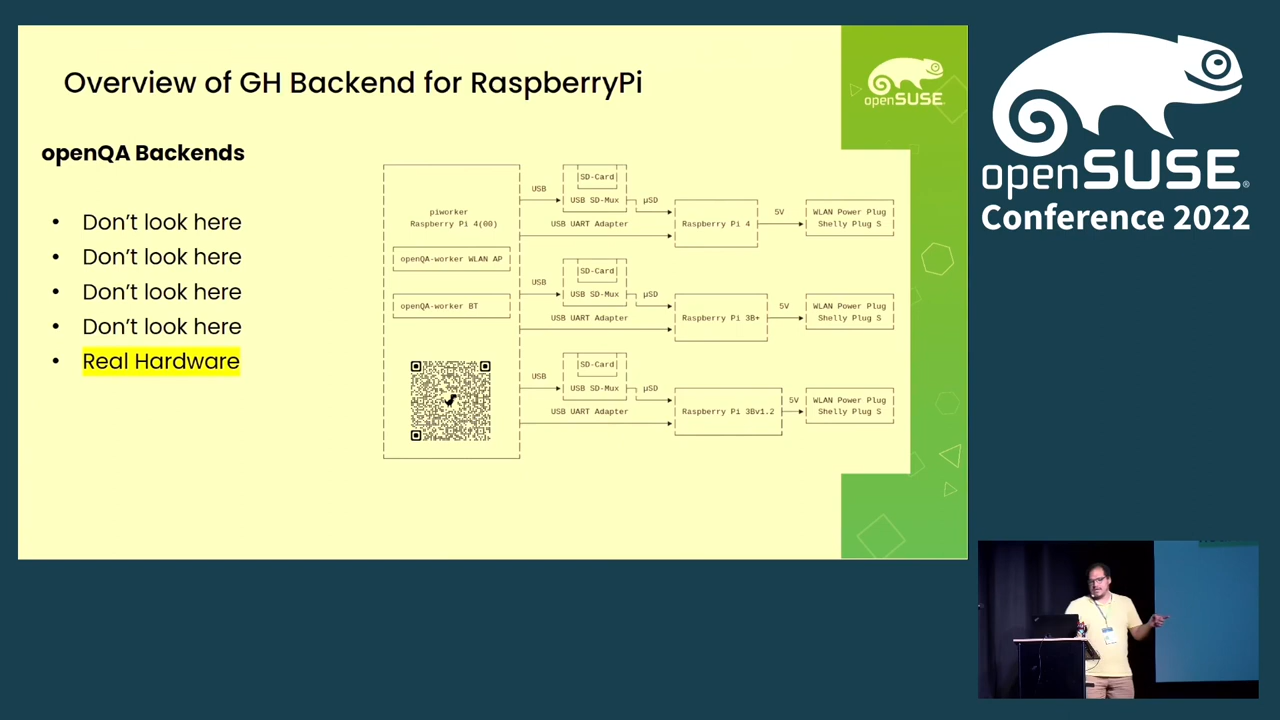 Overview of GH Backend for RaspberryPi
openSUSE
openQA Backends
• Don't look here
• Don't look here
• Don't look here
• Don't look here
• Real Hardware
piworker
Raspberry Pi 4(00)
openQA-worker WLAN AP
openQA-worker BT
USB
SD-Card
USB SD-Mux
µSD
USB UART Adapter
Raspberry Pi 4
5V
WLAN Power Plug
Shelly Plug S
USB
SD-Card
USB SD-Mux
µSD
USB UART Adapter
Raspberry Pi 3B+
5V
WLAN Power Plug
Shelly Plug S
USB
SD-Card
USB SD-Mux
µSD
USB UART Adapter
Raspberry Pi 3Bv1.2
5V
WLAN Power Plug
Shelly Plug S
openSUSE®
Conference 2022